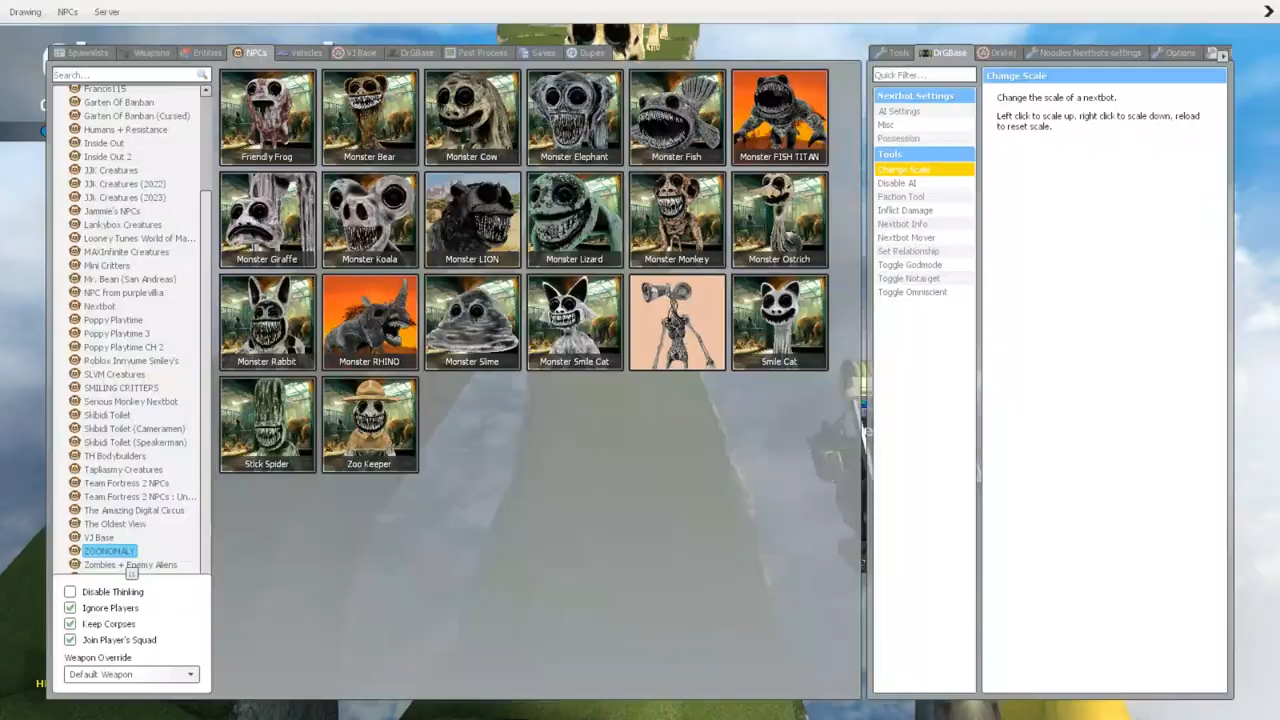 Drawing NPCs Server
Spawnlists Weapons Entities NPCs Vehicles VJ Base DrGBase Post Process Saves Dupes
Tools DrGBase DrVrej Noodles Nextbots settings Options
Search...
Francis115
Garten Of Banban
Garten Of Banban (Cursed)
Humans + Resistance
Inside Out
Inside Out 2
JJK Creatures
JJK Creatures (2022)
JJK Creatures (2023)
Jammie's NPCs
Lankybox Creatures
Looney Tunes World of Ma...
MAXInfinite Creatures
Mini Critters
Mr. Bean (San Andreas)
NPC from purplevillia
Nextbot
Poppy Playtime
Poppy Playtime 3
Poppy Playtime CH 2
Roblox Innyume Smiley's
SLVM Creatures
SMILING CRITTERS
Serious Monkey Nextbot
Skibidi Toilet
Skibidi Toilet (Cameramen)
Skibidi Toilet (Speakerman)
TH Bodybuilders
Tapliasmy Creatures
Team Fortress 2 NPCs
Team Fortress 2 NPCs : Un...
The Amazing Digital Circus
The Oldest View
VJ Base
ZOONOMALY
Zombies + Enemy Aliens
Disable Thinking
Ignore Players
Keep Corpses
Join Player's Squad
Weapon Override
Default Weapon
Friendly Frog
Monster Bear
Monster Cow
Monster Elephant
Monster Fish
Monster FISH TITAN
Monster Giraffe
Monster Koala
Monster LION
Monster Lizard
Monster Monkey
Monster Ostrich
Monster Rabbit
Monster RHINO
Monster Slime
Monster Smile Cat
Smile Cat
Stick Spider
Zoo Keeper
Quick Filter...
Nextbot Settings
AI Settings
Misc
Possession
Tools
Change Scale
Disable AI
Faction Tool
Inflict Damage
Nextbot Info
Nextbot Mover
Set Relationship
Toggle Godmode
Toggle Notarget
Toggle Omniscient
Change Scale
Change the scale of a nextbot.
Left click to scale up, right click to scale down, reload
to reset scale.